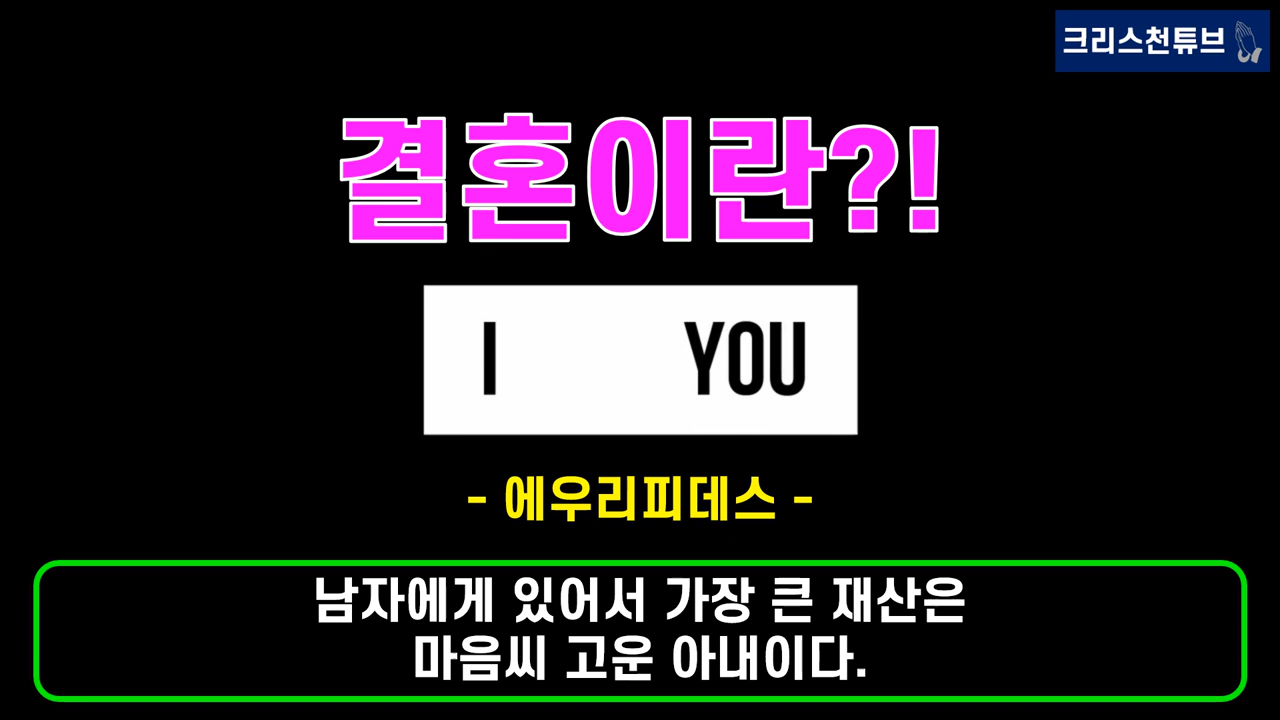 크리스천튜브
결혼이란?!
I YOU
- 에우리피데스 -
남자에게 있어서 가장 큰 재산은
마음씨 고운 아내이다.